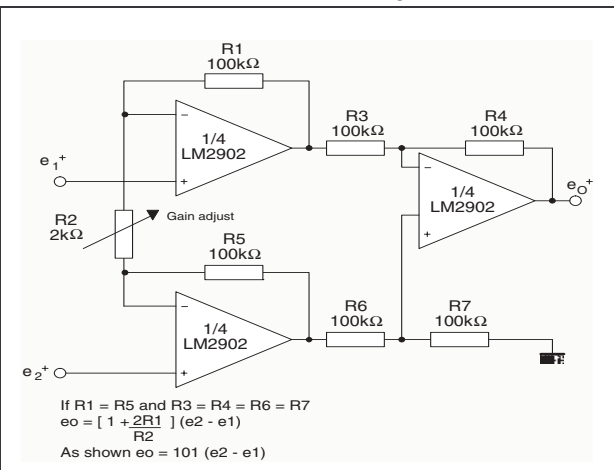 R1
100kΩ
R3
100kΩ
R4
100kΩ
1/4
LM2902
e1+
eO+
1/4
LM2902
R2
2kΩ
Gain adjust
R5
100kΩ
R6
100kΩ
R7
100kΩ
1/4
LM2902
e2+
If R1 = R5 and R3 = R4 = R6 = R7
eo = [ 1 + 2R1/R2 ] (e2 - e1)
As shown eo = 101 (e2 - e1)